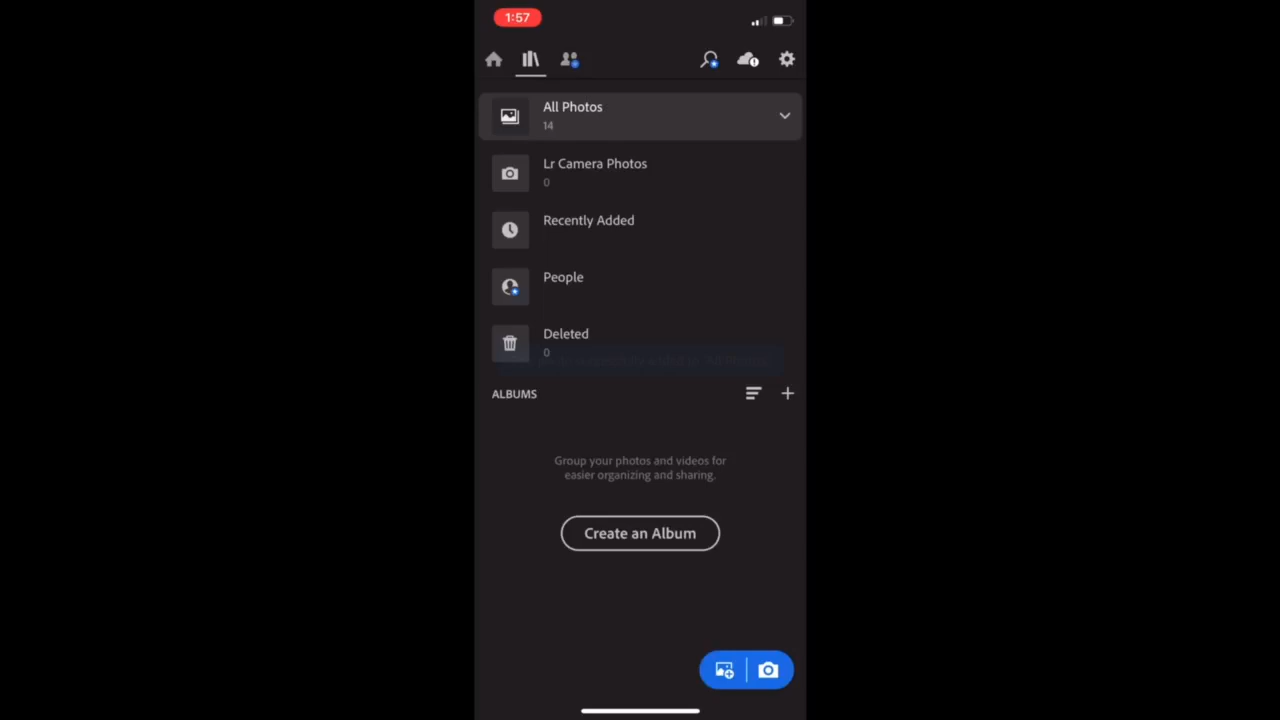 1:57
All Photos
14
Lr Camera Photos
0
Recently Added
People
Deleted
0
ALBUMS
Group your photos and videos for
easier organizing and sharing.
Create an Album